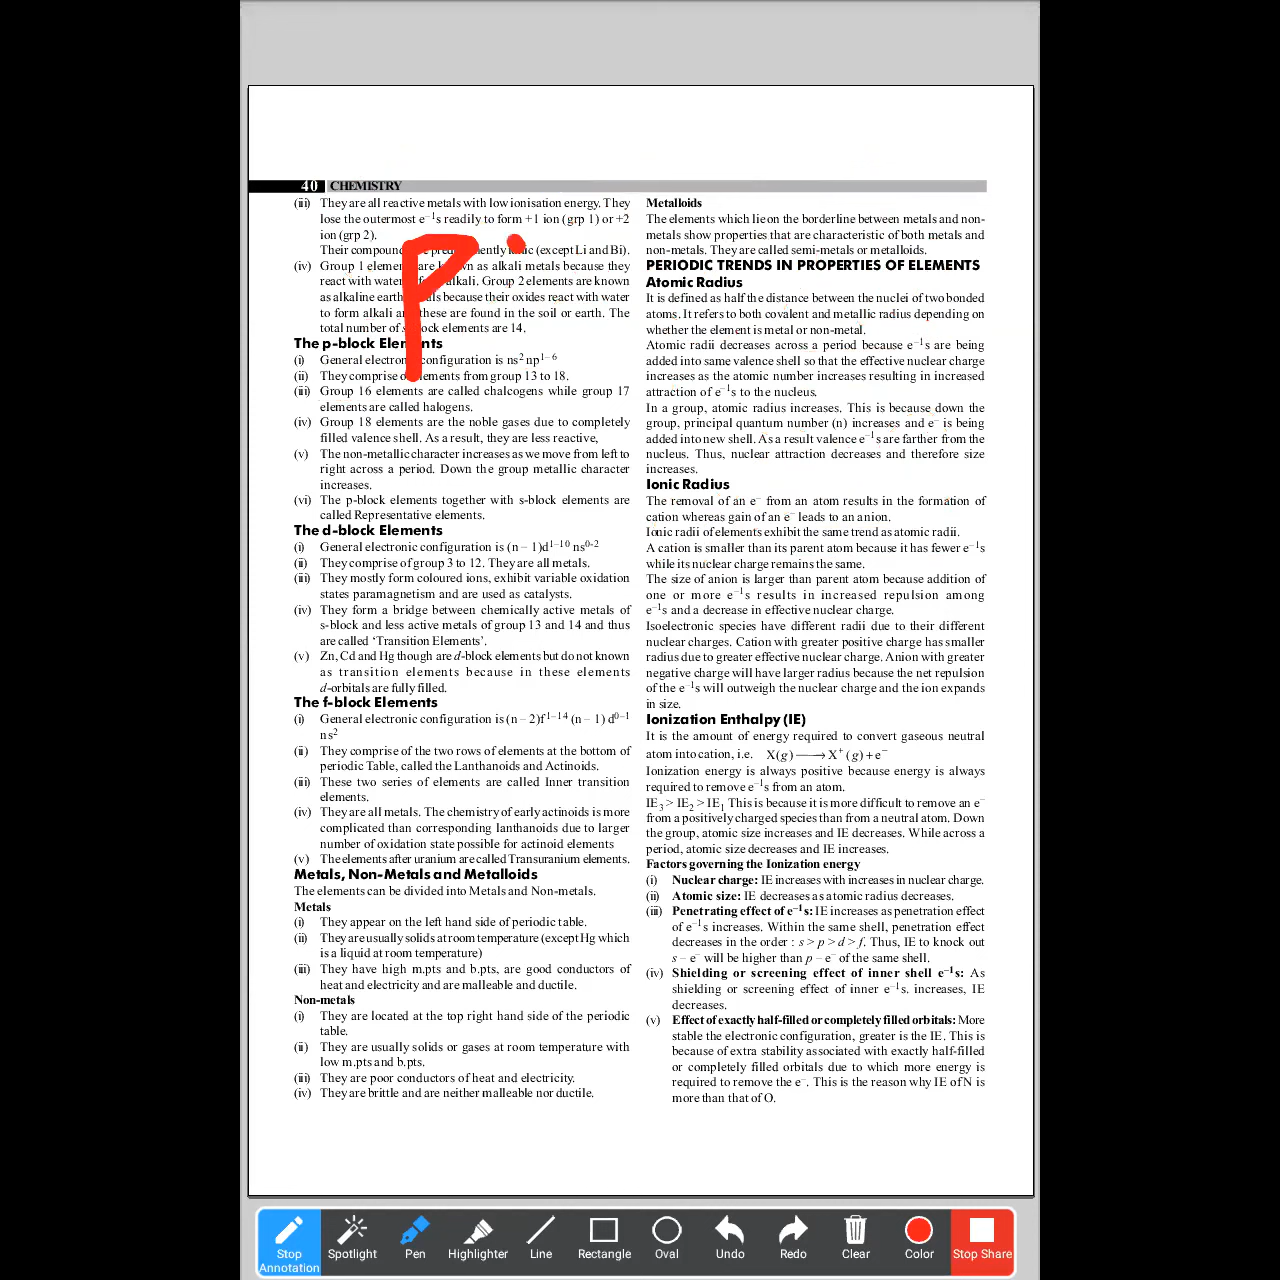 40 CHEMISTRY
(iii) They are all reactive metals with low ionisation energy. They
lose the outermost e⁻¹s readily to form +1 ion (grp 1) or +2
ion (grp 2).
Their (except Li and Bi).
(iv) Group 1 are as alkali metals because they
react with water alkali. Group 2 elements are known
as alkaline earth because their oxides react with water
to form alkali these are found in the soil or earth. The
total number of elements are 14.
The p-block Elements
(i) General configuration is ns² np¹⁻⁶
(ii) They comprise elements from group 13 to 18.
(iii) Group 16 elements are called chalcogens while group 17
elements are called halogens.
(iv) Group 18 elements are the noble gases due to completely
filled valence shell. As a result, they are less reactive,
(v) The non-metallic character increases as we move from left to
right across a period. Down the group metallic character
increases.
(vi) The p-block elements together with s-block elements are
called Representative elements.
The d-block Elements
(i) General electronic configuration is (n – 1)d¹⁻¹⁰ ns⁰⁻²
(ii) They comprise of group 3 to 12. They are all metals.
(iii) They mostly form coloured ions, exhibit variable oxidation
states paramagnetism and are used as catalysts.
(iv) They form a bridge between chemically active metals of
s-block and less active metals of group 13 and 14 and thus
are called ‘Transition Elements’.
(v) Zn, Cd and Hg though are d-block elements but do not known
as transition elements because in these elements
d-orbitals are fully filled.
The f-block Elements
(i) General electronic configuration is (n – 2)f¹⁻¹⁴ (n – 1) d⁰⁻¹
ns²
(ii) They comprise of the two rows of elements at the bottom of
periodic Table, called the Lanthanoids and Actinoids.
(iii) These two series of elements are called Inner transition
elements.
(iv) They are all metals. The chemistry of early actinoids is more
complicated than corresponding lanthanoids due to larger
number of oxidation state possible for actinoid elements
(v) The elements after uranium are called Transuranium elements.
Metals, Non-Metals and Metalloids
The elements can be divided into Metals and Non-metals.
Metals
(i) They appear on the left hand side of periodic table.
(ii) They are usually solids at room temperature (except Hg which
is a liquid at room temperature)
(iii) They have high m.pts and b.pts, are good conductors of
heat and electricity and are malleable and ductile.
Non-metals
(i) They are located at the top right hand side of the periodic
table.
(ii) They are usually solids or gases at room temperature with
low m.pts and b.pts.
(iii) They are poor conductors of heat and electricity.
(iv) They are brittle and are neither malleable nor ductile.
Metalloids
The elements which lie on the borderline between metals and non-
metals show properties that are characteristic of both metals and
non-metals. They are called semi-metals or metalloids.
PERIODIC TRENDS IN PROPERTIES OF ELEMENTS
Atomic Radius
It is defined as half the distance between the nuclei of two bonded
atoms. It refers to both covalent and metallic radius depending on
whether the element is metal or non-metal.
Atomic radii decreases across a period because e⁻¹s are being
added into same valence shell so that the effective nuclear charge
increases as the atomic number increases resulting in increased
attraction of e⁻¹s to the nucleus.
In a group, atomic radius increases. This is because down the
group, principal quantum number (n) increases and e⁻ is being
added into new shell. As a result valence e⁻¹s are farther from the
nucleus. Thus, nuclear attraction decreases and therefore size
increases.
Ionic Radius
The removal of an e⁻ from an atom results in the formation of
cation whereas gain of an e⁻ leads to an anion.
Ionic radii of elements exhibit the same trend as atomic radii.
A cation is smaller than its parent atom because it has fewer e⁻¹s
while its nuclear charge remains the same.
The size of anion is larger than parent atom because addition of
one or more e⁻¹s results in increased repulsion among
e⁻¹s and a decrease in effective nuclear charge.
Isoelectronic species have different radii due to their different
nuclear charges. Cation with greater positive charge has smaller
radius due to greater effective nuclear charge. Anion with greater
negative charge will have larger radius because the net repulsion
of the e⁻¹s will outweigh the nuclear charge and the ion expands
in size.
Ionization Enthalpy (IE)
It is the amount of energy required to convert gaseous neutral
atom into cation, i.e. X(g) ⟶ X⁺(g) + e⁻
Ionization energy is always positive because energy is always
required to remove e⁻¹s from an atom.
IE₃ > IE₂ > IE₁ This is because it is more difficult to remove an e⁻
from a positively charged species than from a neutral atom. Down
the group, atomic size increases and IE decreases. While across a
period, atomic size decreases and IE increases.
Factors governing the Ionization energy
(i) Nuclear charge: IE increases with increases in nuclear charge.
(ii) Atomic size: IE decreases as atomic radius decreases.
(iii) Penetrating effect of e⁻¹s: IE increases as penetration effect
of e⁻¹s increases. Within the same shell, penetration effect
decreases in the order : s > p > d > f. Thus, IE to knock out
s – e⁻ will be higher than p – e⁻ of the same shell.
(iv) Shielding or screening effect of inner shell e⁻¹s: As
shielding or screening effect of inner e⁻¹s. increases, IE
decreases.
(v) Effect of exactly half-filled or completely filled orbitals: More
stable the electronic configuration, greater is the IE. This is
because of extra stability associated with exactly half-filled
or completely filled orbitals due to which more energy is
required to remove the e⁻. This is the reason why IE of N is
more than that of O.
P
Stop Annotation
Spotlight
Pen
Highlighter
Line
Rectangle
Oval
Undo
Redo
Clear
Color
Stop Share